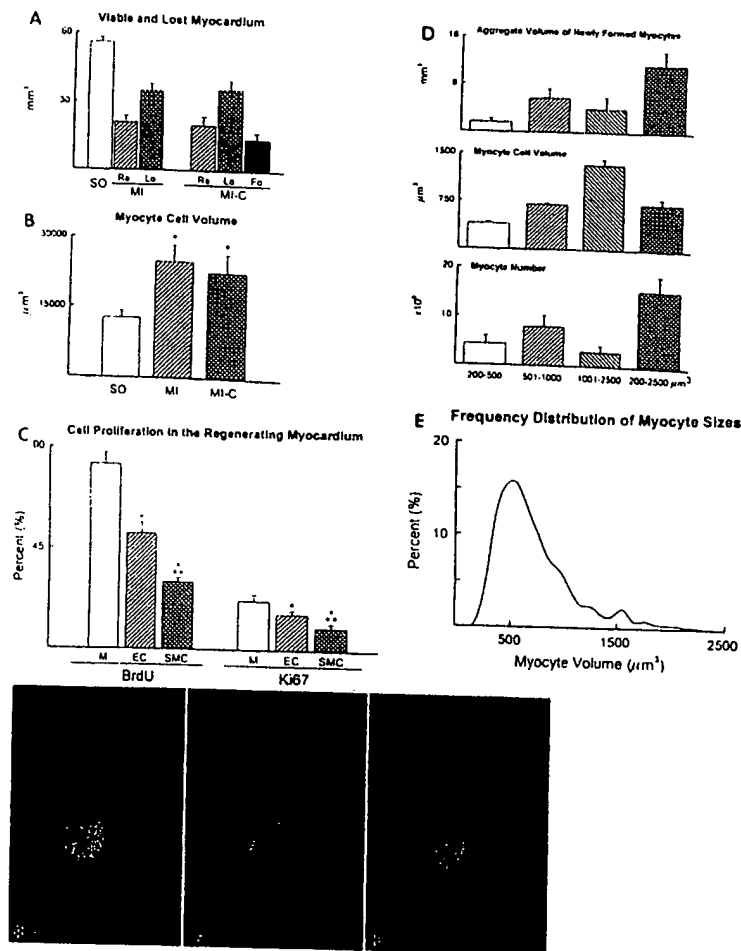 A
Viable and Lost Myocardium
60
30
mm³
SO
Re Lo
MI
Re Lo Fo
MI-C
B
Myocyte Cell Volume
30000
15000
μm³
SO MI MI-C
C
Cell Proliferation in the Regenerating Myocardium
00
45
Percent (%)
M EC SMC
BrdU
M EC SMC
Ki67
D
Aggregate Volume of Newly Formed Myocytes
16
8
mm³
Myocyte Cell Volume
1500
750
μm³
Myocyte Number
20
10
x10⁶
200-500 501-1000 1001-2500 200-2500 μm³
E
Frequency Distribution of Myocyte Sizes
20
10
Percent (%)
500 1500 2500
Myocyte Volume (μm³)